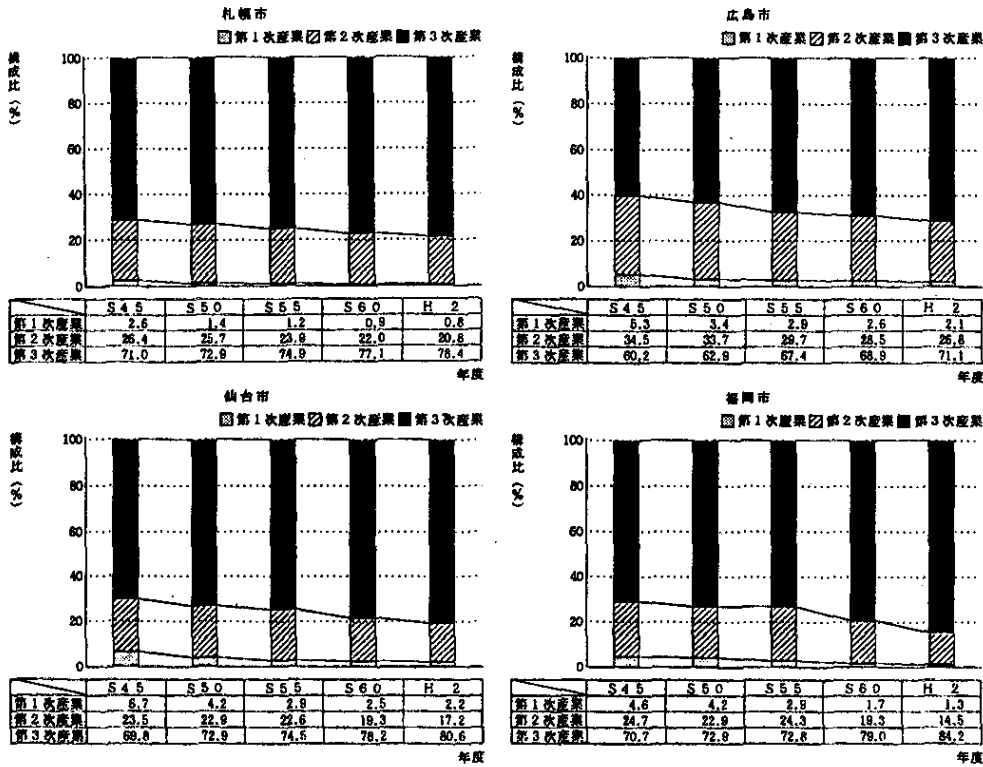 札幌市
第1次産業 第2次産業 第3次産業
構成比(%)
100
80
60
40
20
0
S45 S50 S55 S60 H2
第1次産業 2.6 1.4 1.2 0.9 0.8
第2次産業 26.4 25.7 23.9 22.0 20.8
第3次産業 71.0 72.9 74.9 77.1 78.4
年度
広島市
第1次産業 第2次産業 第3次産業
構成比(%)
100
80
60
40
20
0
S45 S50 S55 S60 H2
第1次産業 5.3 3.4 2.9 2.6 2.1
第2次産業 34.5 33.7 29.7 28.5 26.8
第3次産業 60.2 62.9 67.4 68.9 71.1
年度
仙台市
第1次産業 第2次産業 第3次産業
構成比(%)
100
80
60
40
20
0
S45 S50 S55 S60 H2
第1次産業 6.7 4.2 2.9 2.5 2.2
第2次産業 23.5 22.9 22.6 19.3 17.2
第3次産業 69.8 72.9 74.5 78.2 80.6
年度
福岡市
第1次産業 第2次産業 第3次産業
構成比(%)
100
80
60
40
20
0
S45 S50 S55 S60 H2
第1次産業 4.6 4.2 2.9 1.7 1.3
第2次産業 24.7 22.9 24.3 19.3 14.5
第3次産業 70.7 72.9 72.8 79.0 84.2
年度